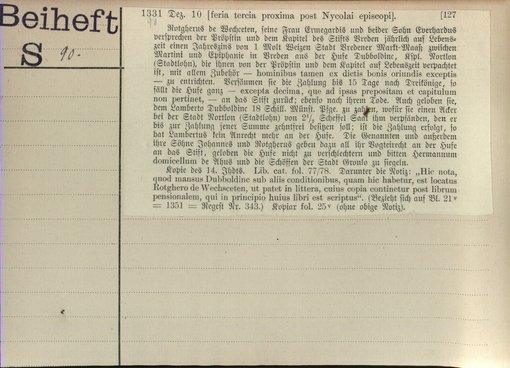 Beiheft
S 90.
1331 Dez. 10 [feria tercia proxima post Nycolai episcopi]. [127
Rotgherus de Wechceten, seine Frau Ermegardis und beider Sohn Everhardus
versprechen der Pröpstin und dem Kapitel des Stifts Vreden jährlich auf Lebens-
zeit einen Jahreszins von 1 Molt Weizen Stadt Vredener Markt-Maaß zwischen
Martini und Epiphanie in Vreden aus der Hufe Dubboldinc, Kspl. Nortlon
(Stadtlohn), die ihnen von der Pröpstin und dem Kapitel auf Lebenszeit verpachtet
ist, mit allem Zubehör — hominibus tamen ex dictis bonis oriundis exceptis
— zu entrichten. Versäumen sie die Zahlung bis 15 Tage nach Dreikönige, so
fällt die Hufe ganz — excepta decima, que ad ipsas prepositam et capitulum
non pertinet, — an das Stift zurück; ebenso nach ihrem Tode. Auch geloben sie,
dem Lamberto Dubboldinc 18 Schill. Münst. Pfge. zu zahlen, wofür sie einen Acker
bei der Stadt Nortlon (Stadtlohn) von 2½ Scheffel Saat ihm verpfänden, den er
bis zur Zahlung jener Summe zehntfrei besitzen soll; ist die Zahlung erfolgt, so
hat Lambertus kein Anrecht mehr an der Hufe. Die Genannten und außerdem
ihre Söhne Johannes und Rotgherus geben dazu all ihr Vogteirecht an der Hufe
an das Stift, geloben die Hufe nicht zu verschlechtern und bitten Hermannum
domicellum de Ahus und die Schöffen der Stadt Gronlo zu siegeln.
Kopie des 14. Jhdts. Lib. cat. fol. 77/78. Darunter die Notiz: „Hic nota,
quod mansus Dubboldinc sub aliis conditionibus, quam hic habetur, est locatus
Rotghero de Wechsceten, ut patet in littera, cuius copia continetur post librum
pensionalem, qui in principio huius libri est scriptus“. (Bezieht sich auf Bl. 21ᵛ
= 1351 = Regest Nr. 343.) Kopiar fol. 25ᵛ (ohne obige Notiz).